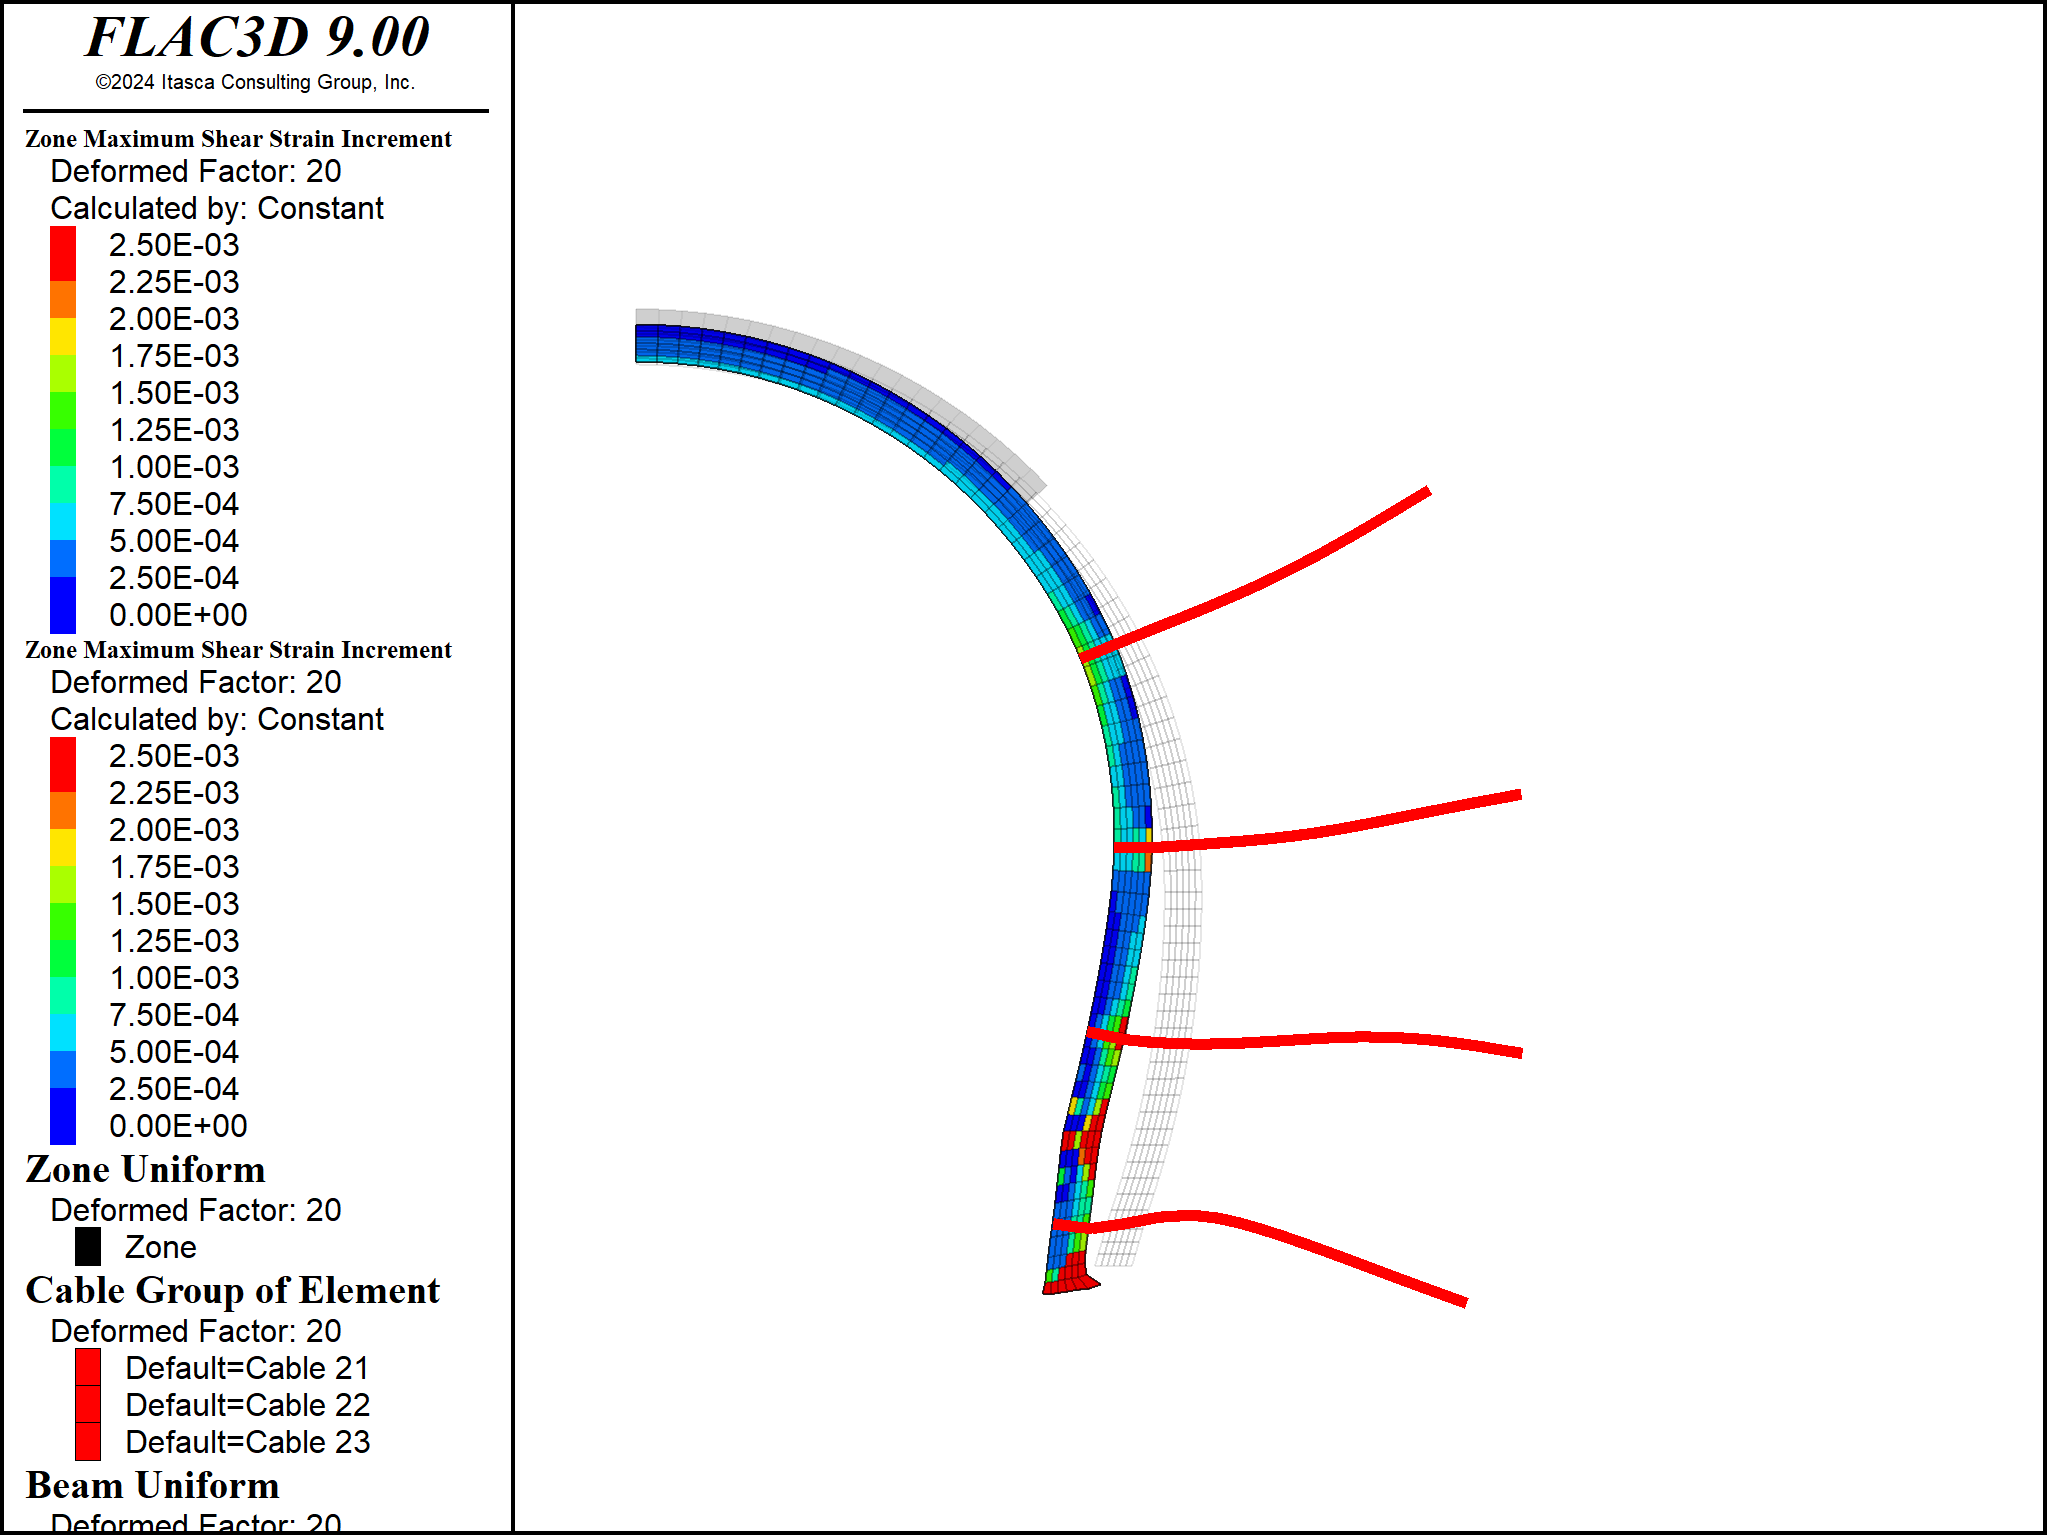 FLAC3D 9.00
©2024 Itasca Consulting Group, Inc.
Zone Maximum Shear Strain Increment
Deformed Factor: 20
Calculated by: Constant
2.50E-03
2.25E-03
2.00E-03
1.75E-03
1.50E-03
1.25E-03
1.00E-03
7.50E-04
5.00E-04
2.50E-04
0.00E+00
Zone Maximum Shear Strain Increment
Deformed Factor: 20
Calculated by: Constant
2.50E-03
2.25E-03
2.00E-03
1.75E-03
1.50E-03
1.25E-03
1.00E-03
7.50E-04
5.00E-04
2.50E-04
0.00E+00
Zone Uniform
Deformed Factor: 20
Zone
Cable Group of Element
Deformed Factor: 20
Default=Cable 21
Default=Cable 22
Default=Cable 23
Beam Uniform
Deformed Factor: 20